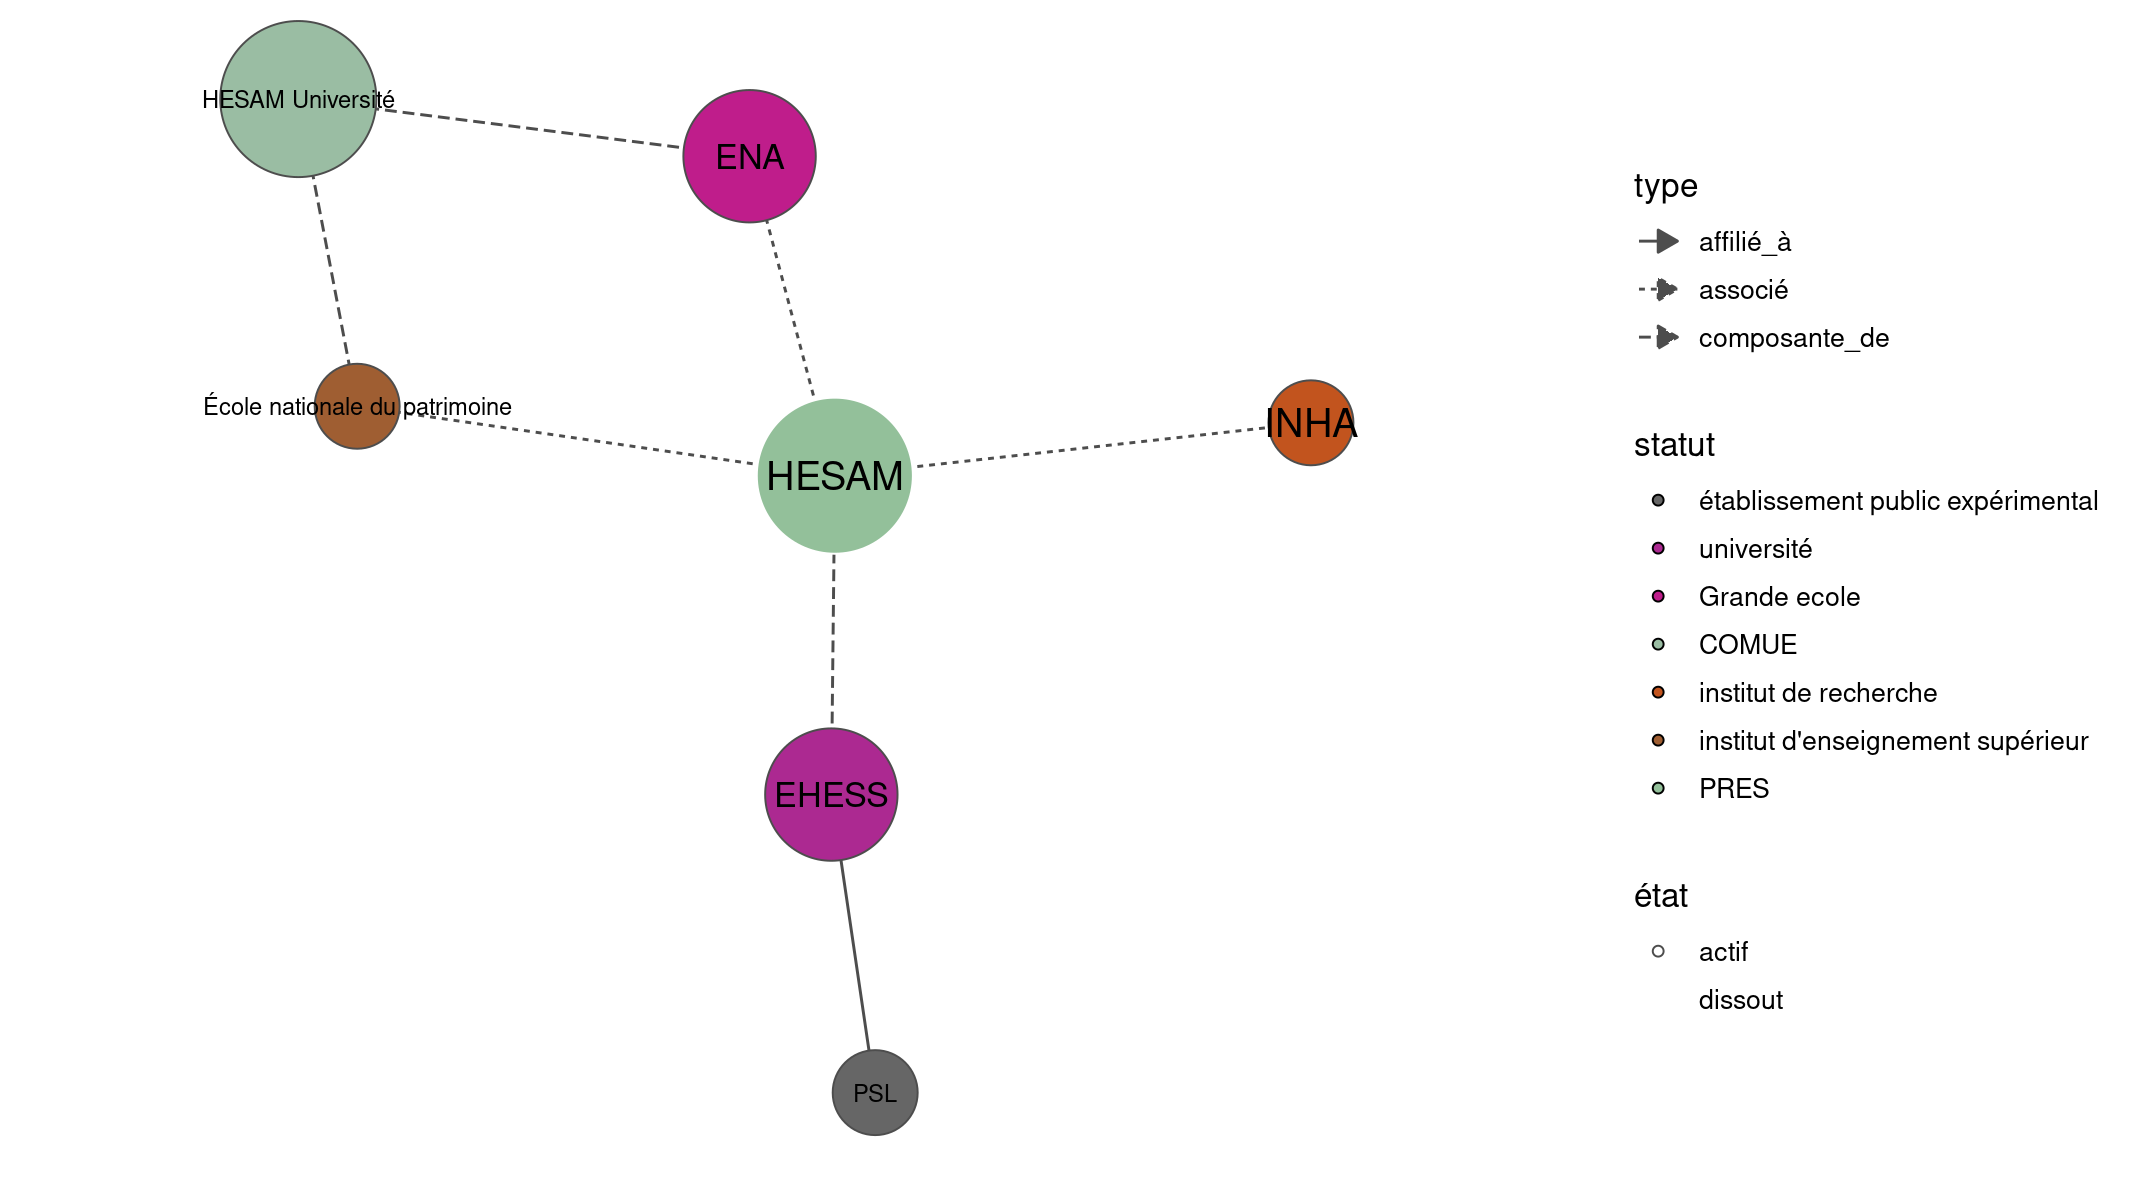 HESAM Université
ENA
École nationale du patrimoine
INHA
HESAM
EHESS
PSL
type
affilié_à
associé
composante_de
statut
établissement public expérimental
université
Grande ecole
COMUE
institut de recherche
institut d'enseignement supérieur
PRES
état
actif
dissout